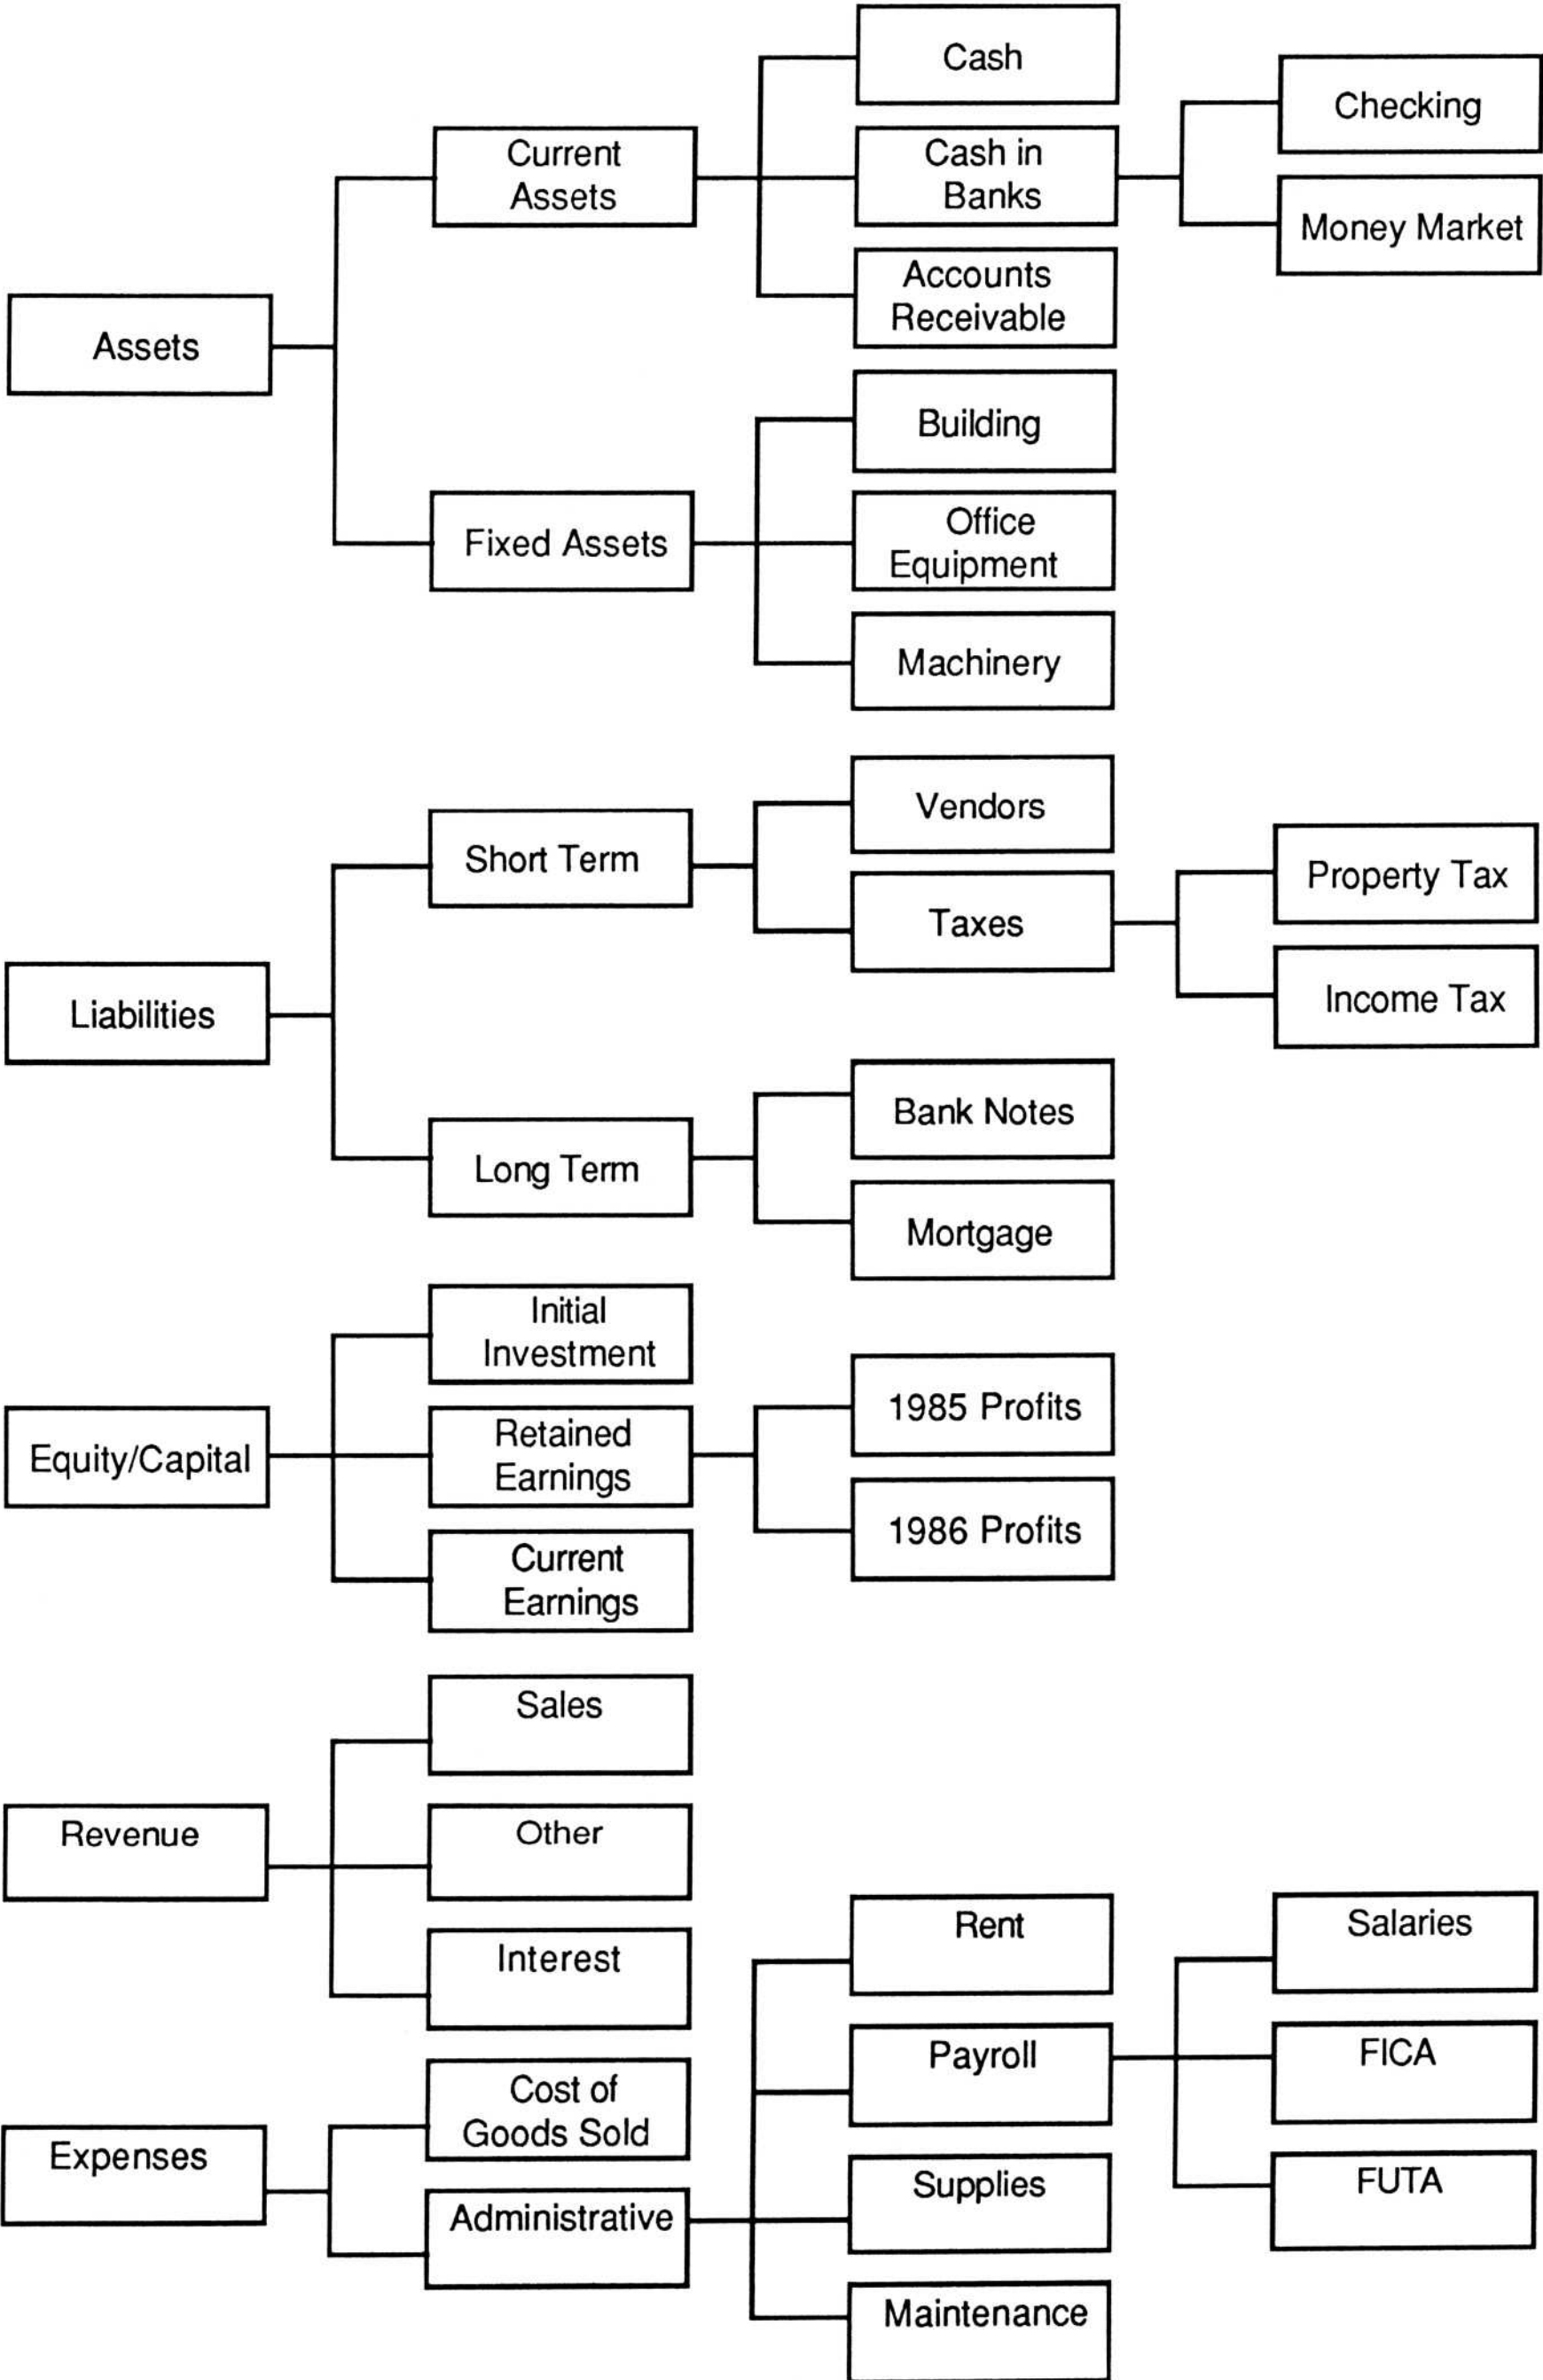 Assets
Current
Assets
Cash
Cash in
Banks
Checking
Money Market
Accounts
Receivable
Fixed Assets
Building
Office
Equipment
Machinery
Liabilities
Short Term
Vendors
Taxes
Property Tax
Income Tax
Long Term
Bank Notes
Mortgage
Equity/Capital
Initial
Investment
Retained
Earnings
1985 Profits
1986 Profits
Current
Earnings
Revenue
Sales
Other
Interest
Expenses
Cost of
Goods Sold
Administrative
Rent
Payroll
Salaries
FICA
FUTA
Supplies
Maintenance